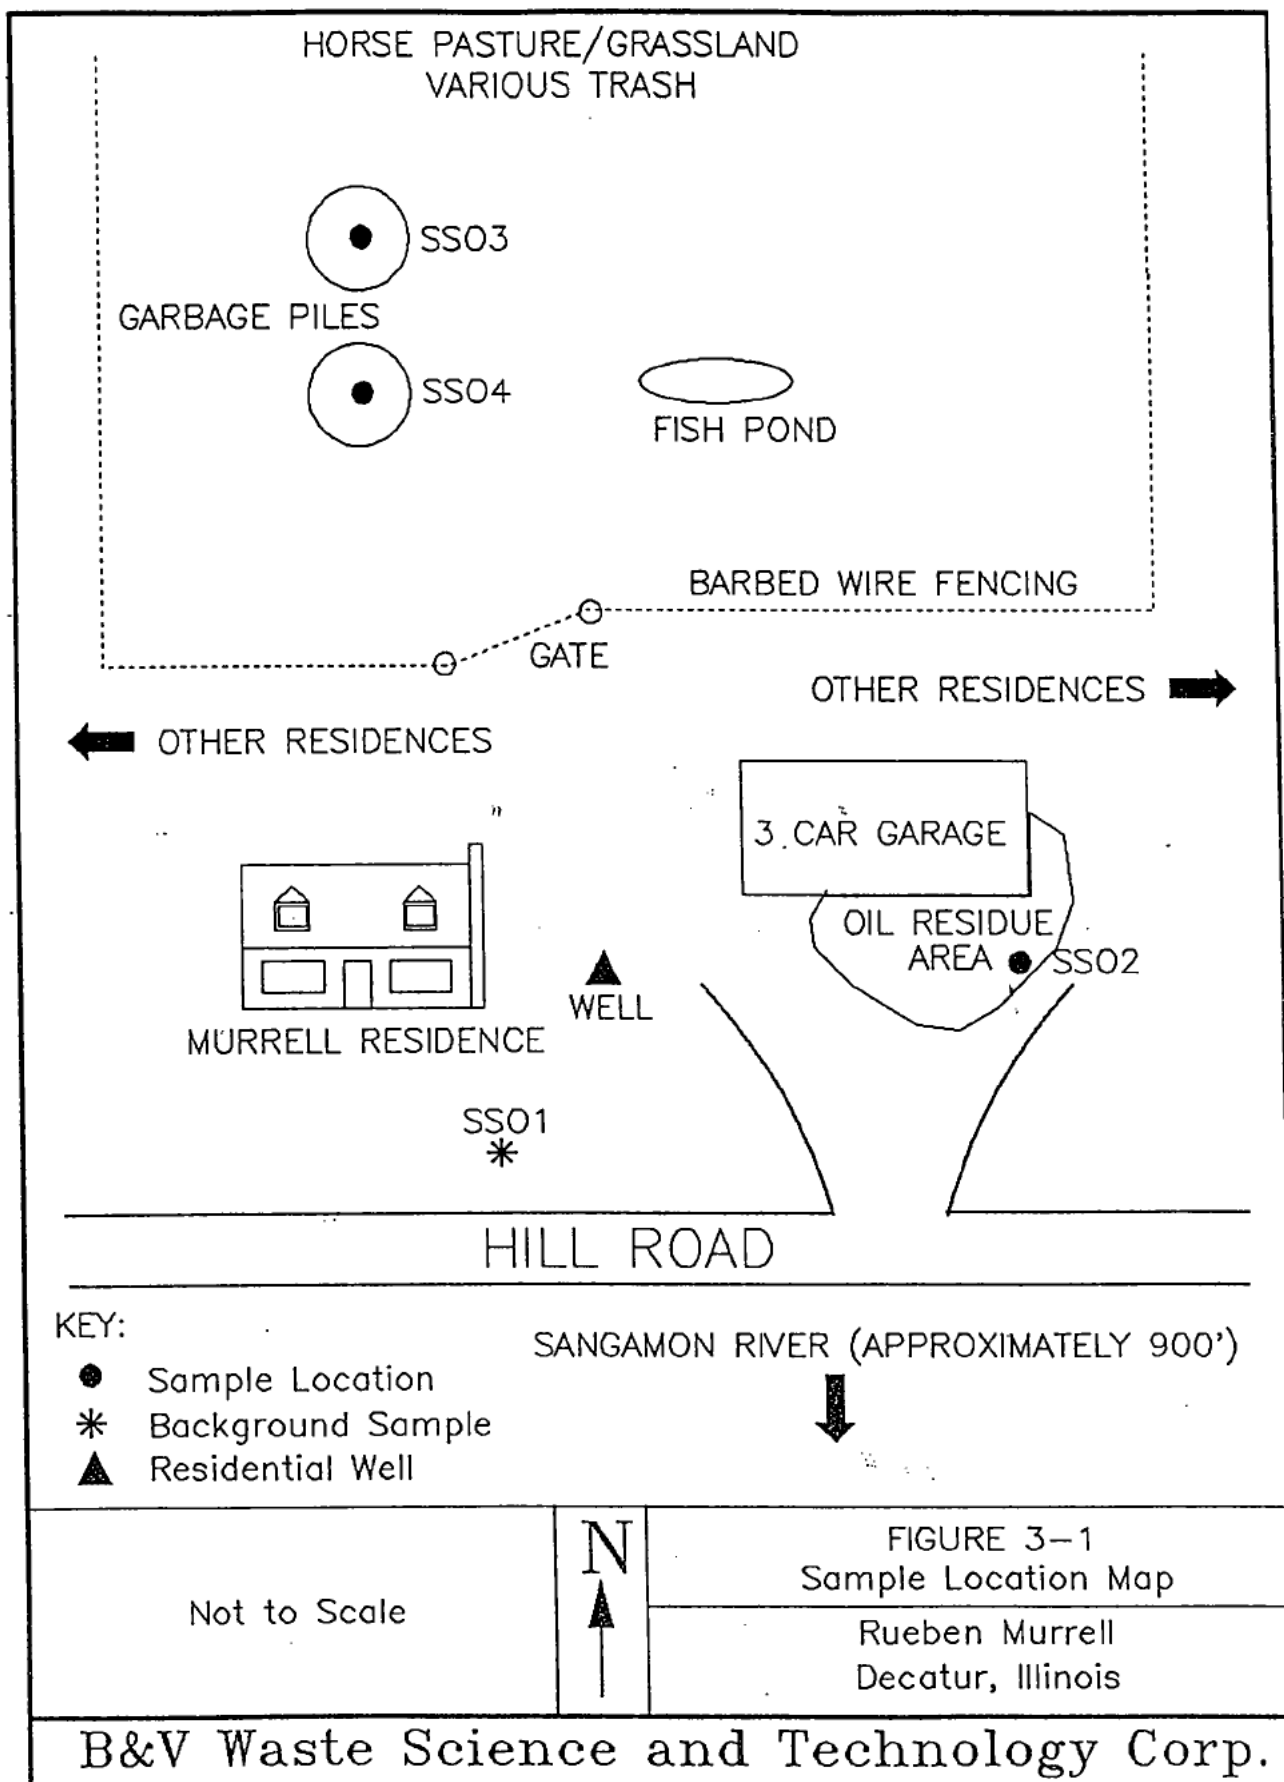 HORSE PASTURE/GRASSLAND
VARIOUS TRASH
SS03
GARBAGE PILES
SS04
FISH POND
BARBED WIRE FENCING
GATE
OTHER RESIDENCES
OTHER RESIDENCES
3 CAR GARAGE
OIL RESIDUE
AREA
SS02
WELL
MURRELL RESIDENCE
SS01
HILL ROAD
KEY:
SANGAMON RIVER (APPROXIMATELY 900')
Sample Location
Background Sample
Residential Well
Not to Scale
N
FIGURE 3-1
Sample Location Map
Rueben Murrell
Decatur, Illinois
B&V Waste Science and Technology Corp.